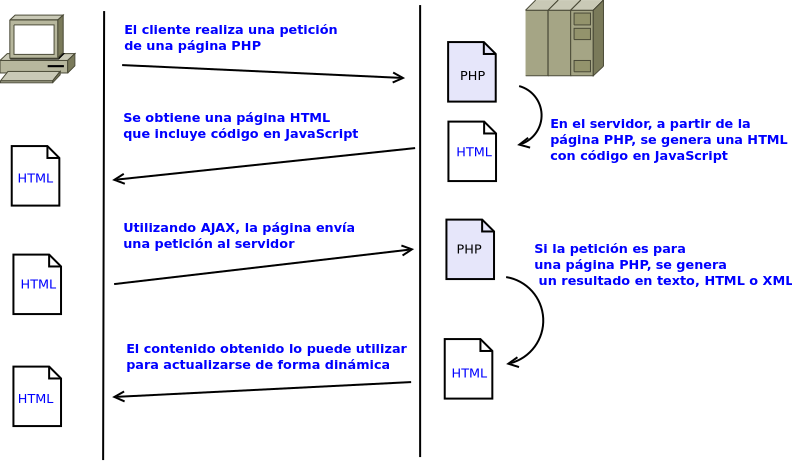 El cliente realiza una petición
de una página PHP
PHP
Se obtiene una página HTML
que incluye código en JavaScript
En el servidor, a partir de la
página PHP, se genera una HTML
con código en JavaScript
HTML
HTML
Utilizando AJAX, la página envía
una petición al servidor
PHP
Si la petición es para
una página PHP, se genera
un resultado en texto, HTML o XML
HTML
El contenido obtenido lo puede utilizar
para actualizarse de forma dinámica
HTML
HTML